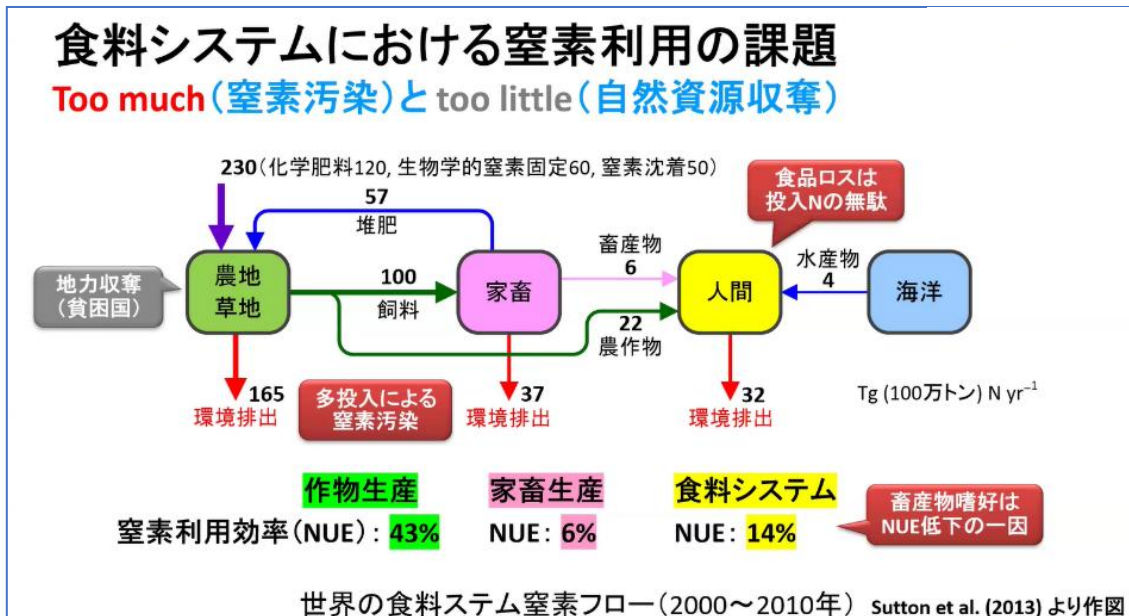 食料システムにおける窒素利用の課題
Too much（窒素汚染）と too little（自然資源収奪）
230（化学肥料120, 生物学的窒素固定60, 窒素沈着50）
食品ロスは
投入Nの無駄
57
堆肥
畜産物
6
水産物
4
地力収奪
（貧困国）
農地
草地
100
飼料
家畜
人間
海洋
22
農作物
165
環境排出
多投入による
窒素汚染
37
環境排出
32
環境排出
Tg (100万トン) N yr⁻¹
作物生産
家畜生産
食料システム
窒素利用効率（NUE）: 43%
NUE: 6%
NUE: 14%
畜産物嗜好は
NUE低下の一因
世界の食料ステム窒素フロー（2000～2010年） Sutton et al. (2013) より作図